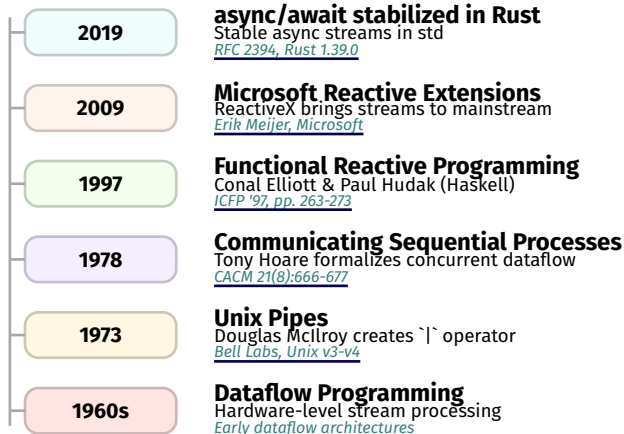 2019
async/await stabilized in Rust
Stable async streams in std
RFC 2394, Rust 1.39.0
2009
Microsoft Reactive Extensions
ReactiveX brings streams to mainstream
Erik Meijer, Microsoft
1997
Functional Reactive Programming
Conal Elliott & Paul Hudak (Haskell)
ICFP '97, pp. 263-273
1978
Communicating Sequential Processes
Tony Hoare formalizes concurrent dataflow
CACM 21(8):666-677
1973
Unix Pipes
Douglas McIlroy creates `|` operator
Bell Labs, Unix v3-v4
1960s
Dataflow Programming
Hardware-level stream processing
Early dataflow architectures